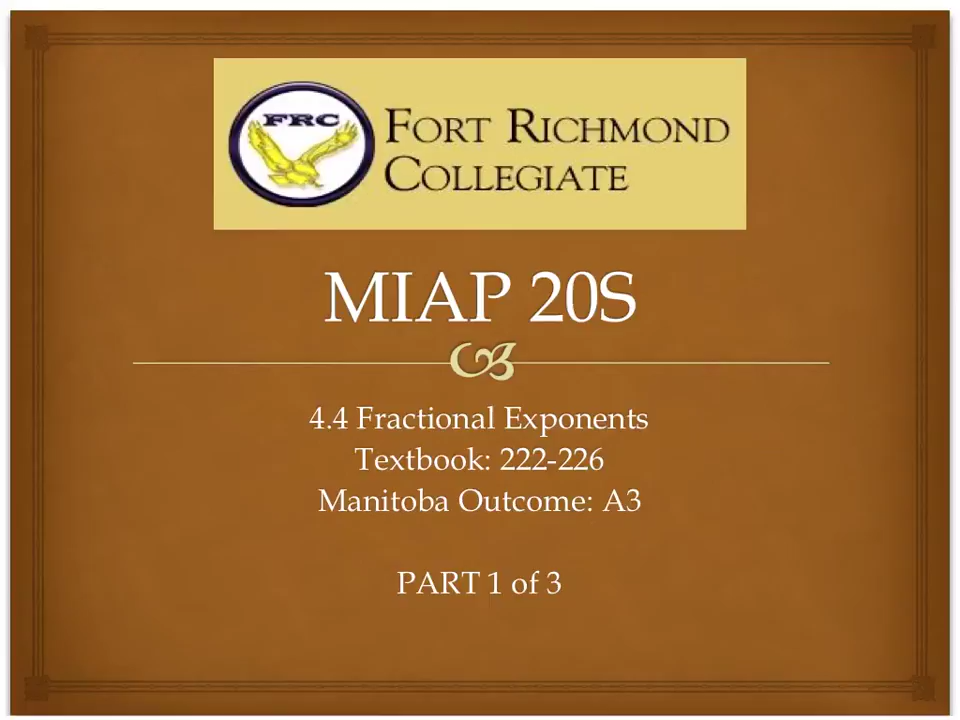 FRC
FORT RICHMOND
COLLEGIATE
MIAP 20S
4.4 Fractional Exponents
Textbook: 222-226
Manitoba Outcome: A3
PART 1 of 3